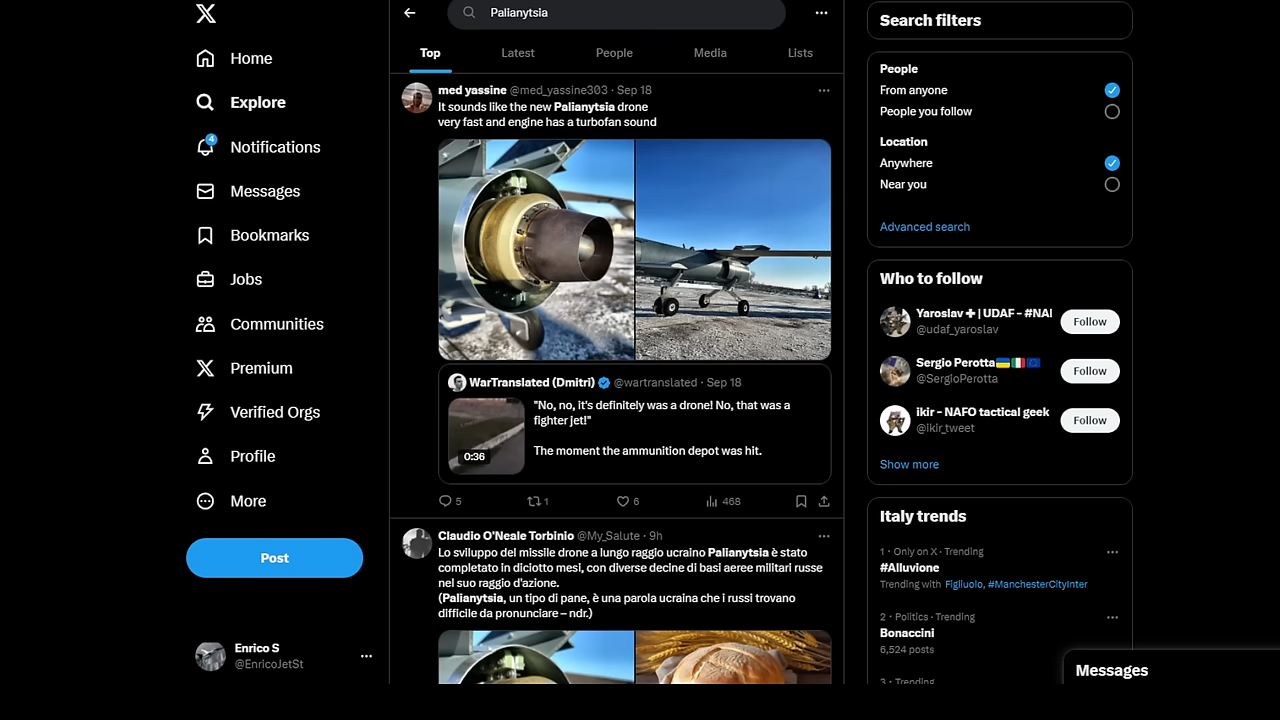 Palianytsia
Home
Explore
4
Notifications
Messages
Bookmarks
Jobs
Communities
Premium
Verified Orgs
Profile
More
Post
Enrico S
@EnricoJetSt
Top
Latest
People
Media
Lists
med yassine @med_yassine303 · Sep 18
It sounds like the new Palianytsia drone
very fast and engine has a turbofan sound
WarTranslated (Dmitri) @wartranslated · Sep 18
"No, no, it's definitely was a drone! No, that was a
fighter jet!"
The moment the ammunition depot was hit.
0:36
5
1
6
468
Claudio O'Neale Torbinio @My_Salute · 9h
Lo sviluppo del missile drone a lungo raggio ucraino Palianytsia è stato
completato in diciotto mesi, con diverse decine di basi aeree militari russe
nel suo raggio d'azione.
(Palianytsia, un tipo di pane, è una parola ucraina che i russi trovano
difficile da pronunciare – ndr.)
Search filters
People
From anyone
People you follow
Location
Anywhere
Near you
Advanced search
Who to follow
Yaroslav ✚ | UDAF - #NAI
@udaf_yaroslav
Follow
Sergio Perotta🇺🇦🇮🇹🇪🇺
@SergioPerotta
Follow
ikir - NAFO tactical geek
@ikir_tweet
Follow
Show more
Italy trends
1 · Only on X · Trending
#Alluvione
Trending with Figliuolo, #ManchesterCityInter
2 · Politics · Trending
Bonaccini
6,524 posts
3 · Trending
Messages